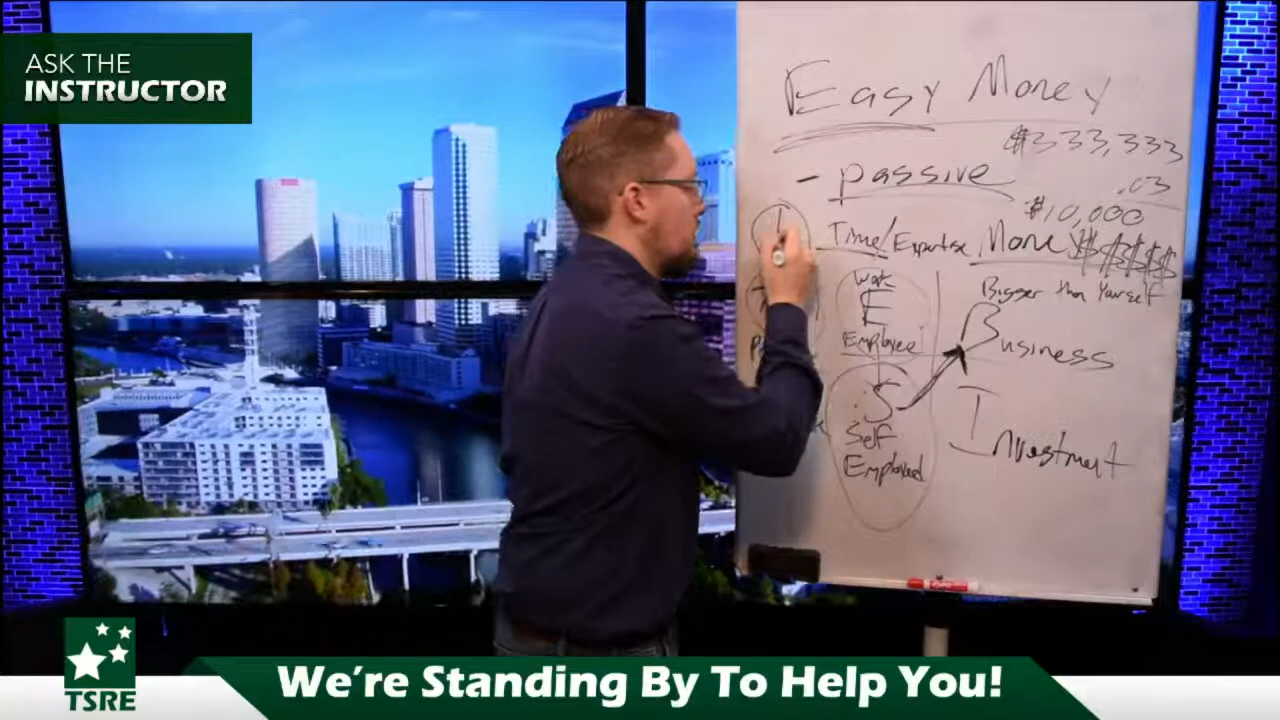 ASK THE
INSTRUCTOR
Easy Money
$333,333
- passive
.03
$10,000
Time/Expertise Money $$$$$
Work
Bigger than Yourself
E
Employee
Business
S
Self
Employed
Investment
EXPO
TSRE
We're Standing By To Help You!